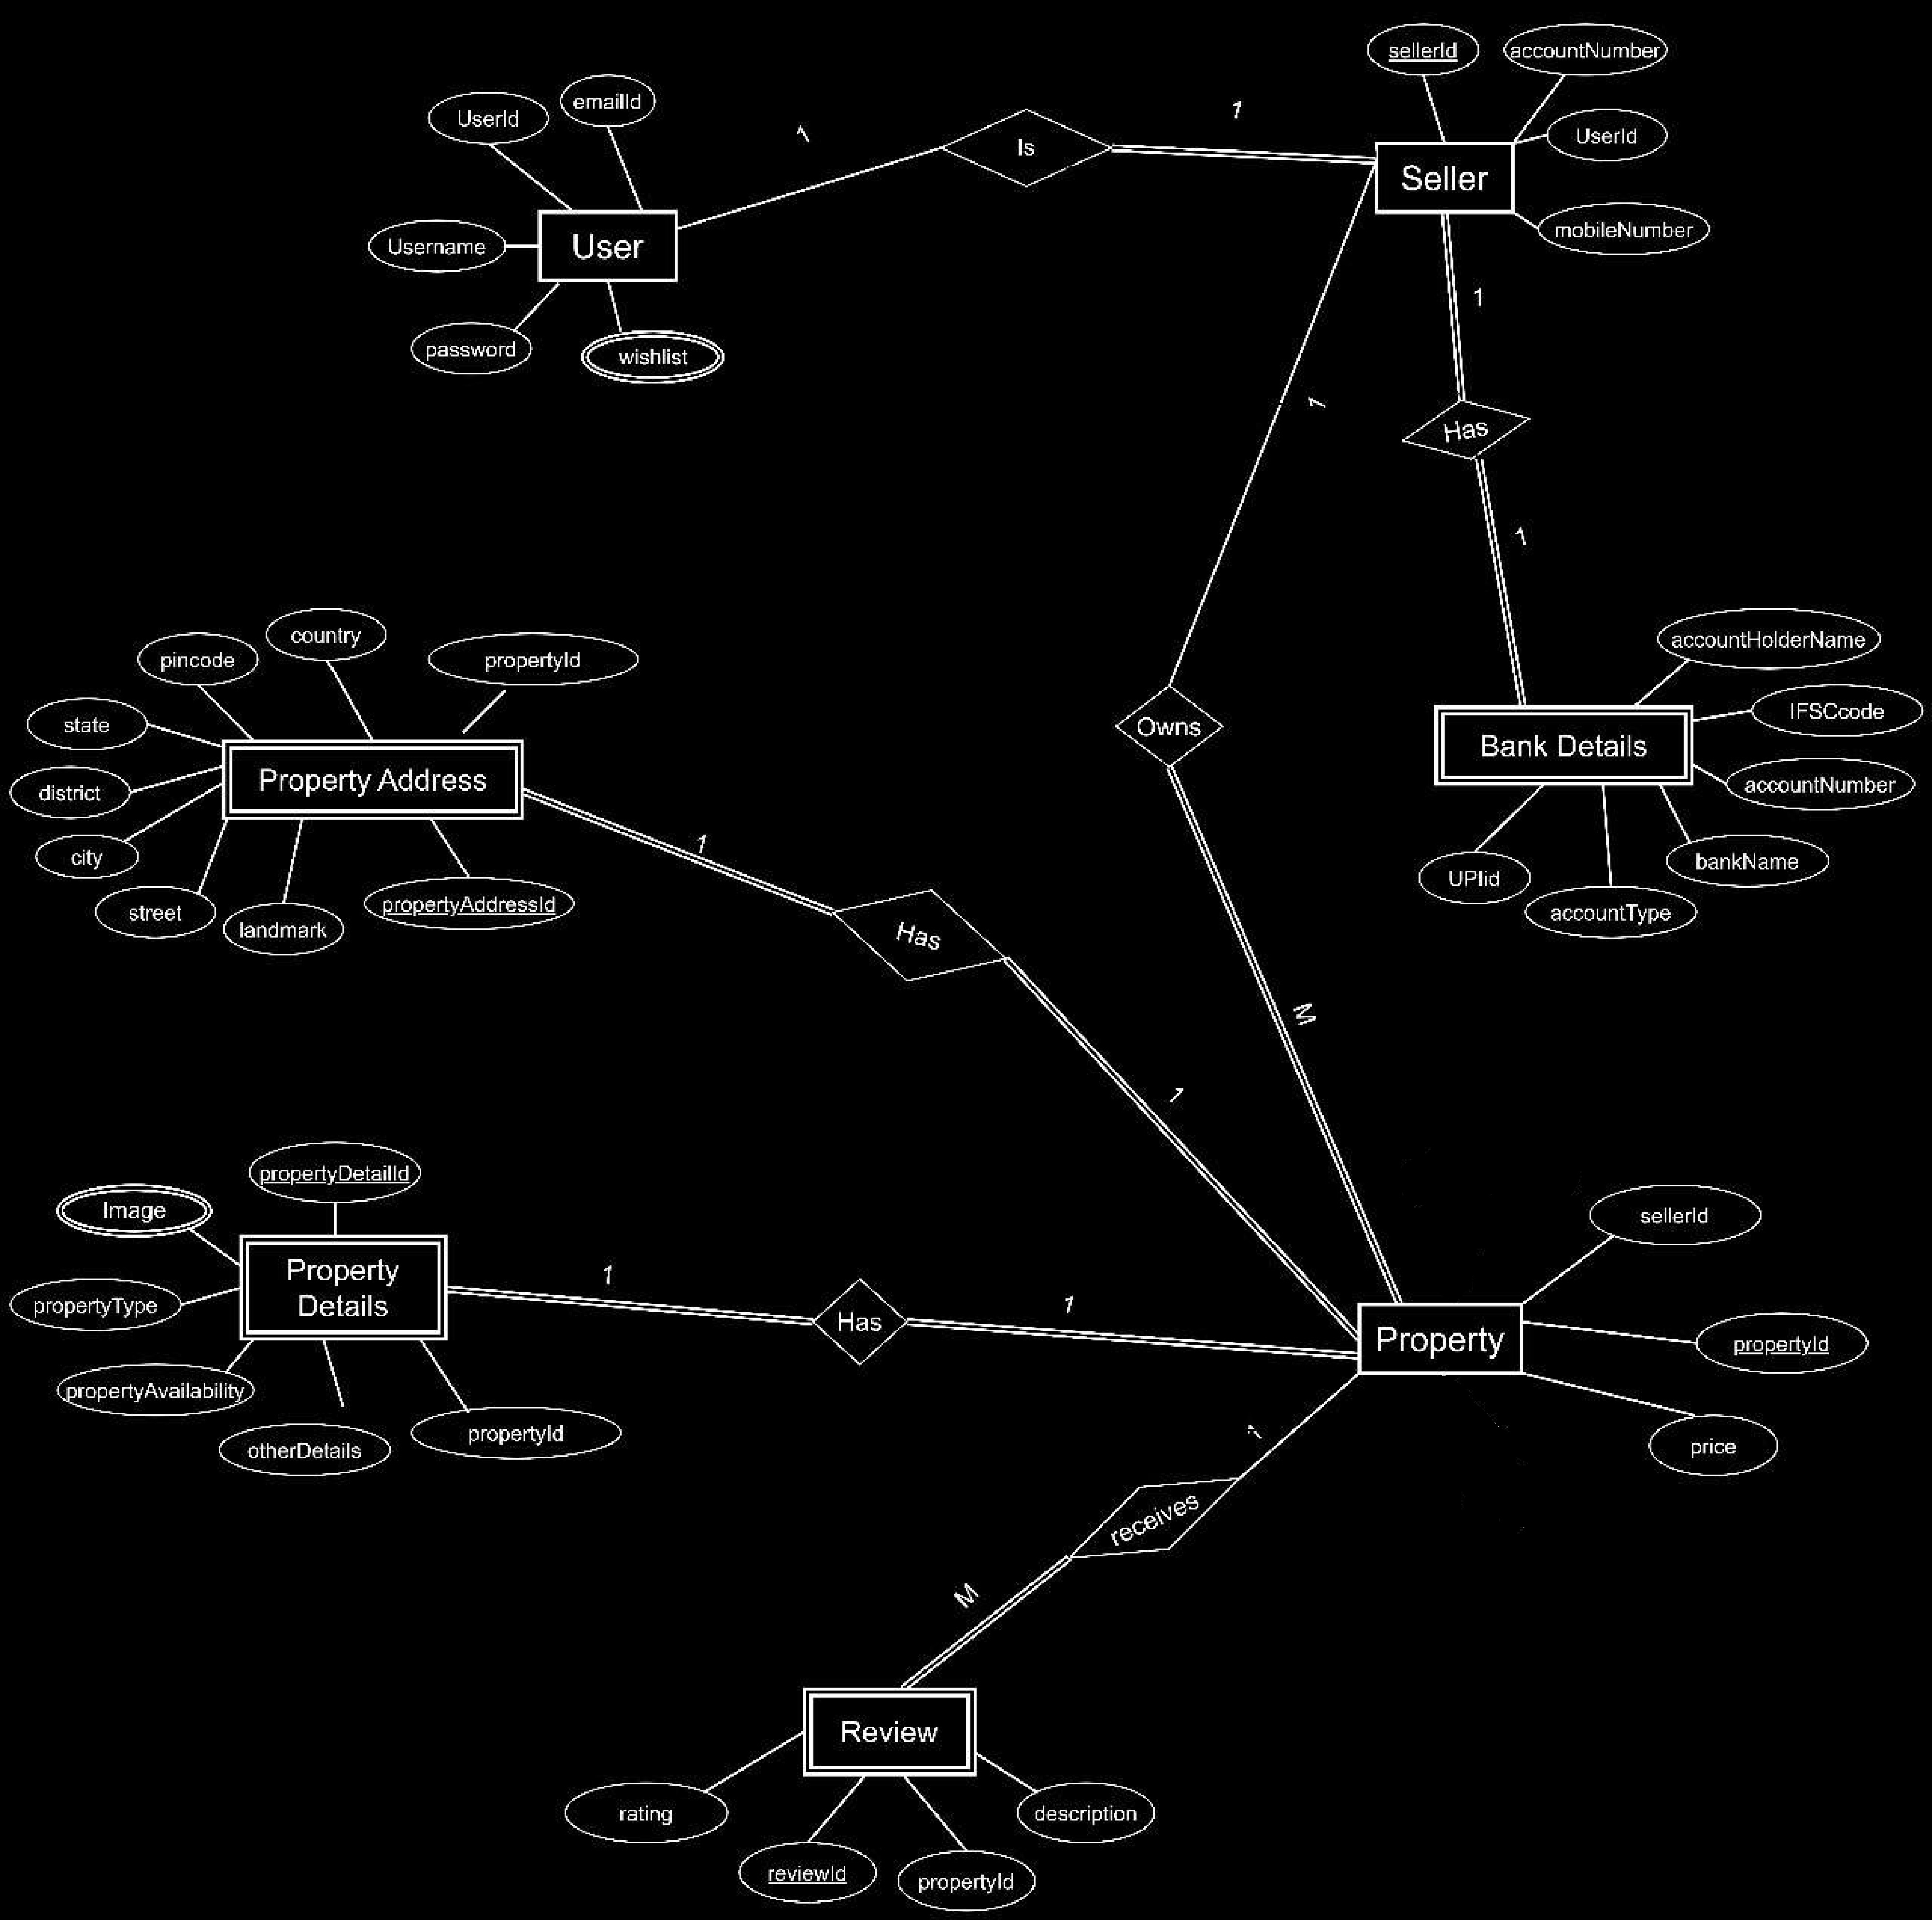 sellerId
accountNumber
emailId
UserId
1
1
Is
UserId
Seller
mobileNumber
User
Username
password
wishlist
1
1
Has
1
accountHolderName
country
pincode
propertyId
IFSCcode
state
Owns
Bank Details
Property Address
accountNumber
district
1
city
bankName
UPIid
propertyAddressId
street
accountType
landmark
Has
M
1
propertyDetailId
Image
sellerId
Property
Details
1
1
propertyType
Has
Property
propertyId
propertyAvailability
otherDetails
propertyId
1
price
receives
M
Review
rating
description
reviewId
propertyId